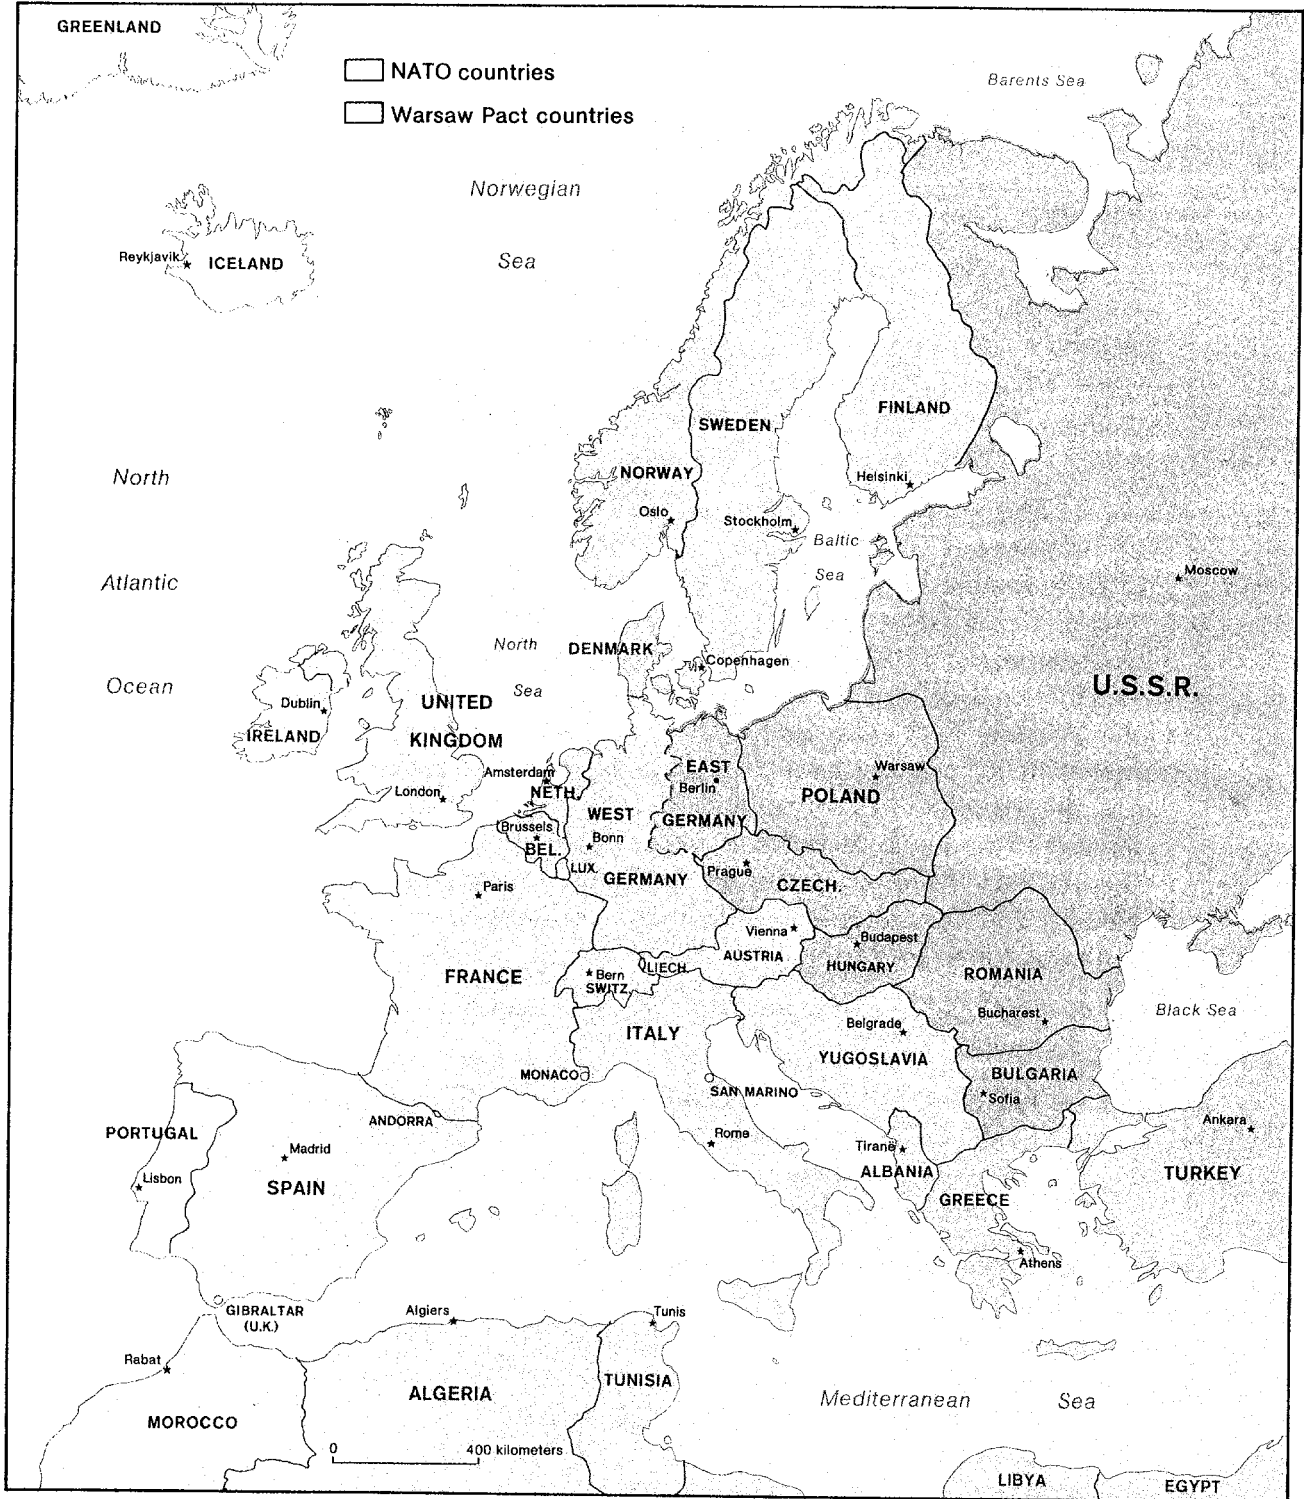 GREENLAND
NATO countries
Warsaw Pact countries
Barents Sea
Norwegian
Sea
Reykjavik
ICELAND
FINLAND
SWEDEN
NORWAY
Helsinki
North
Oslo
Stockholm
Baltic
Sea
Moscow
Atlantic
North
Sea
DENMARK
Copenhagen
Ocean
U.S.S.R.
Dublin
IRELAND
UNITED
KINGDOM
London
Amsterdam
NETH.
EAST
Berlin
GERMANY
Warsaw
POLAND
WEST
Bonn
GERMANY
Brussels
BEL.
LUX.
Prague
CZECH.
Paris
Vienna
AUSTRIA
Budapest
HUNGARY
ROMANIA
Bucharest
FRANCE
Bern
SWITZ.
LIECH.
ITALY
Belgrade
YUGOSLAVIA
Black Sea
MONACO
SAN MARINO
BULGARIA
Sofia
ANDORRA
PORTUGAL
Lisbon
Madrid
SPAIN
Rome
Tirane
ALBANIA
GREECE
Athens
Ankara
TURKEY
GIBRALTAR
(U.K.)
Algiers
Tunis
Rabat
MOROCCO
ALGERIA
TUNISIA
Mediterranean
Sea
0
400 kilometers
LIBYA
EGYPT